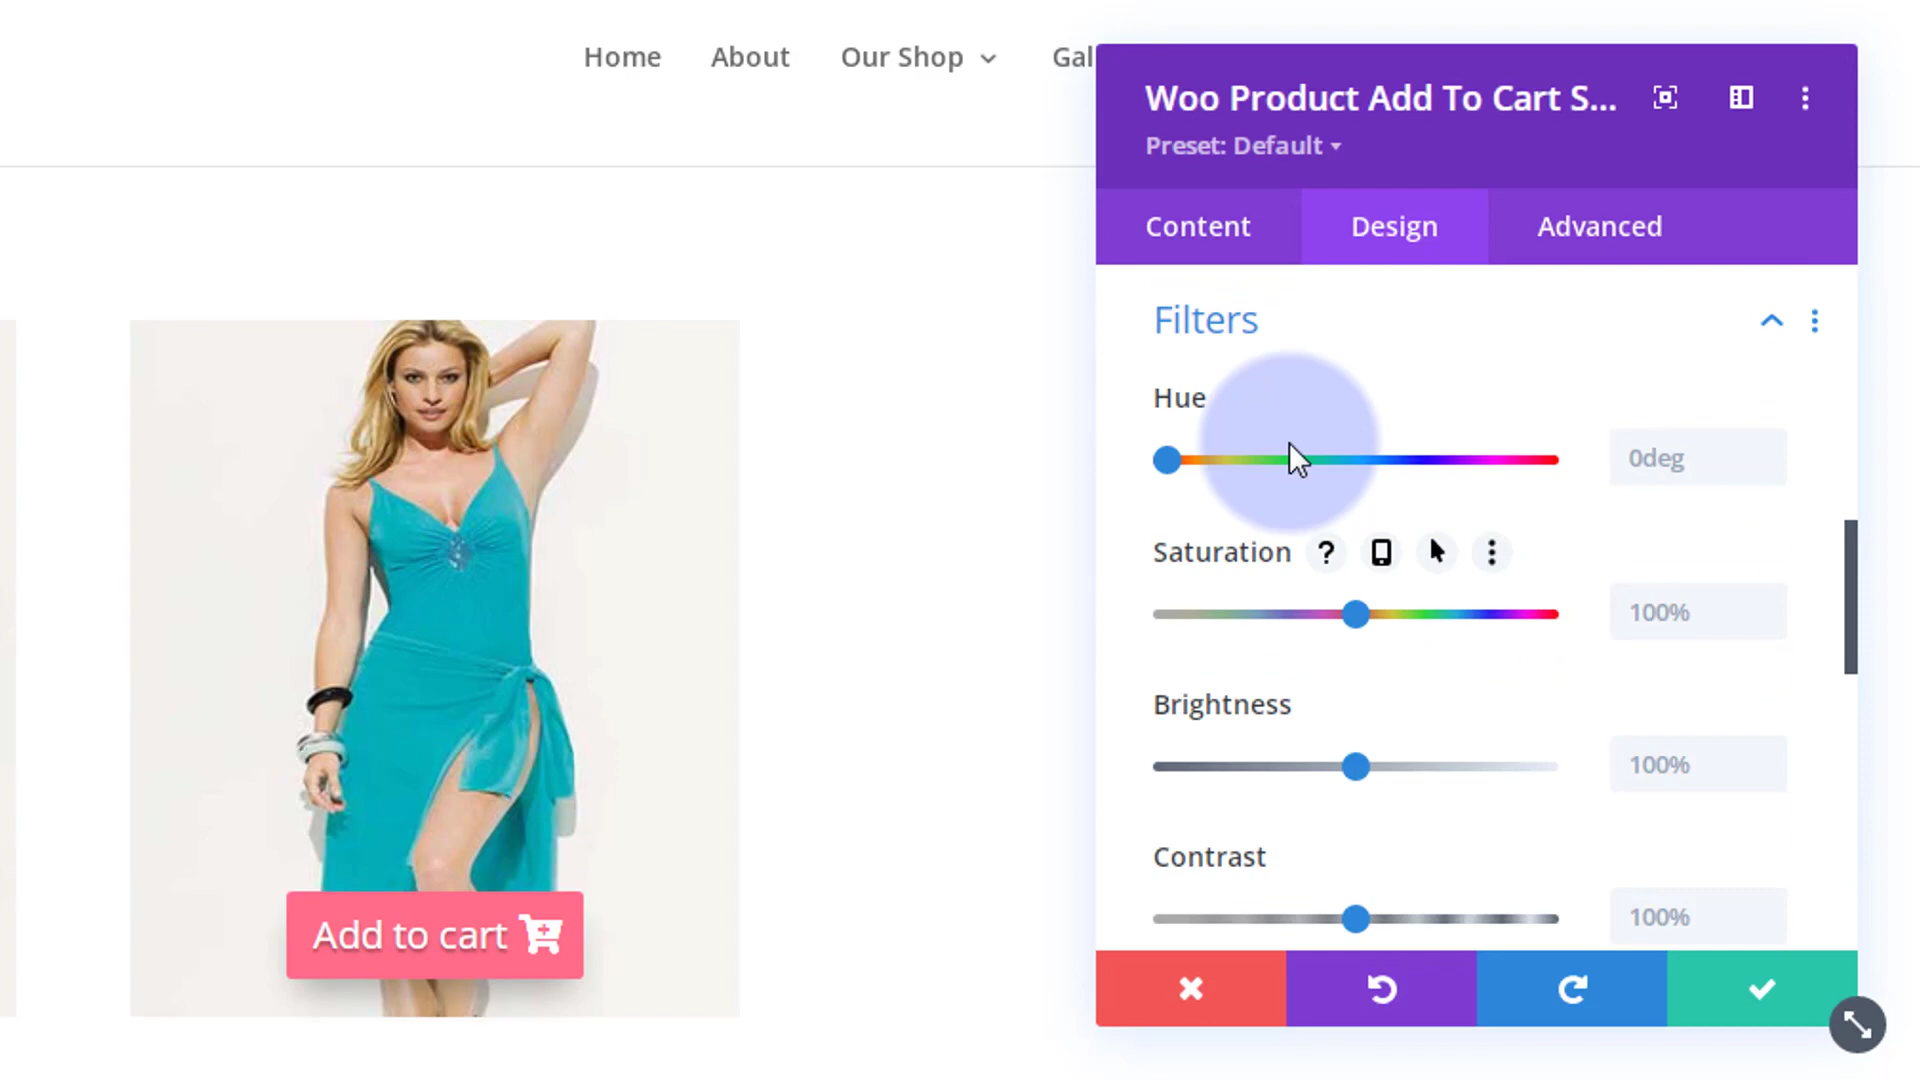 Home About Our Shop Gal
Woo Product Add To Cart S...
Preset: Default
Content Design Advanced
Filters
Hue
0deg
Saturation ?
100%
Brightness
100%
Contrast
100%
Add to cart